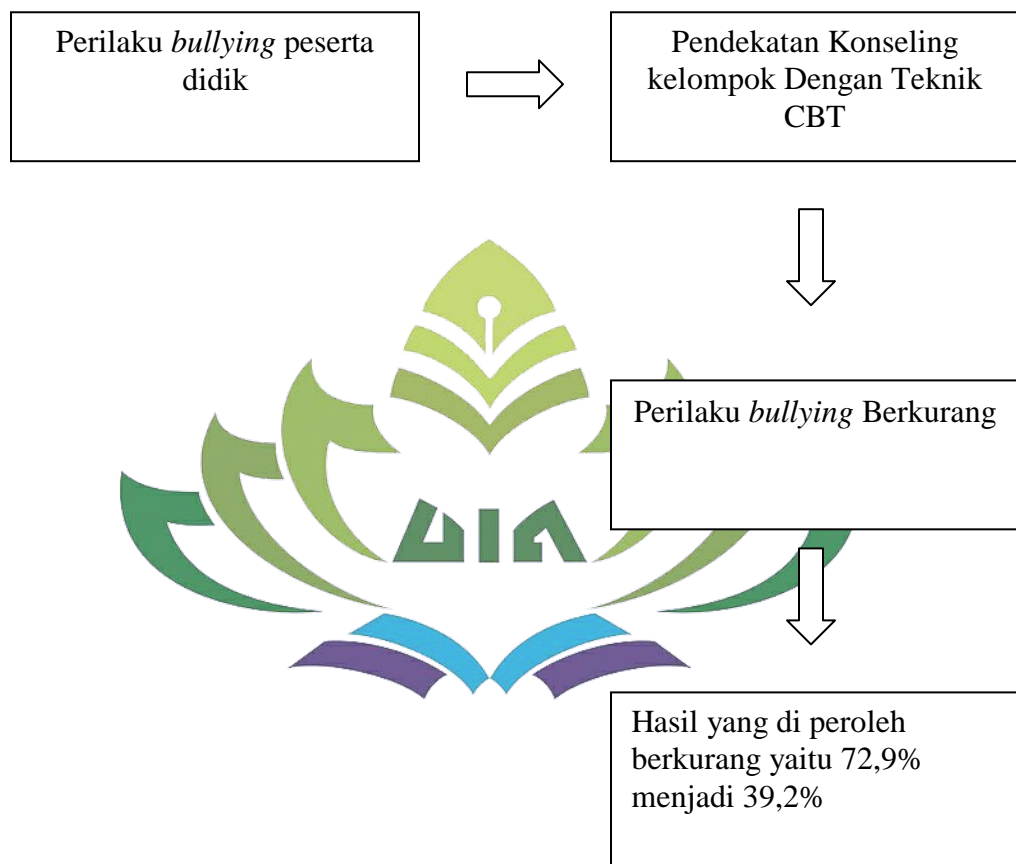 Perilaku bullying peserta
didik
Pendekatan Konseling
kelompok Dengan Teknik
CBT
Perilaku bullying Berkurang
UIN
Hasil yang di peroleh
berkurang yaitu 72,9%
menjadi 39,2%